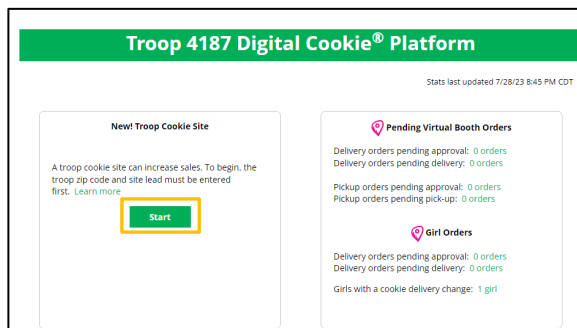 Troop 4187 Digital Cookie® Platform
Stats last updated 7/28/23 8:45 PM CDT
New! Troop Cookie Site
A troop cookie site can increase sales. To begin, the
troop zip code and site lead must be entered
first. Learn more
Start
Pending Virtual Booth Orders
Delivery orders pending approval: 0 orders
Delivery orders pending delivery: 0 orders
Pickup orders pending approval: 0 orders
Pickup orders pending pick-up: 0 orders
Girl Orders
Delivery orders pending approval: 0 orders
Delivery orders pending delivery: 0 orders
Girls with a cookie delivery change: 1 girl